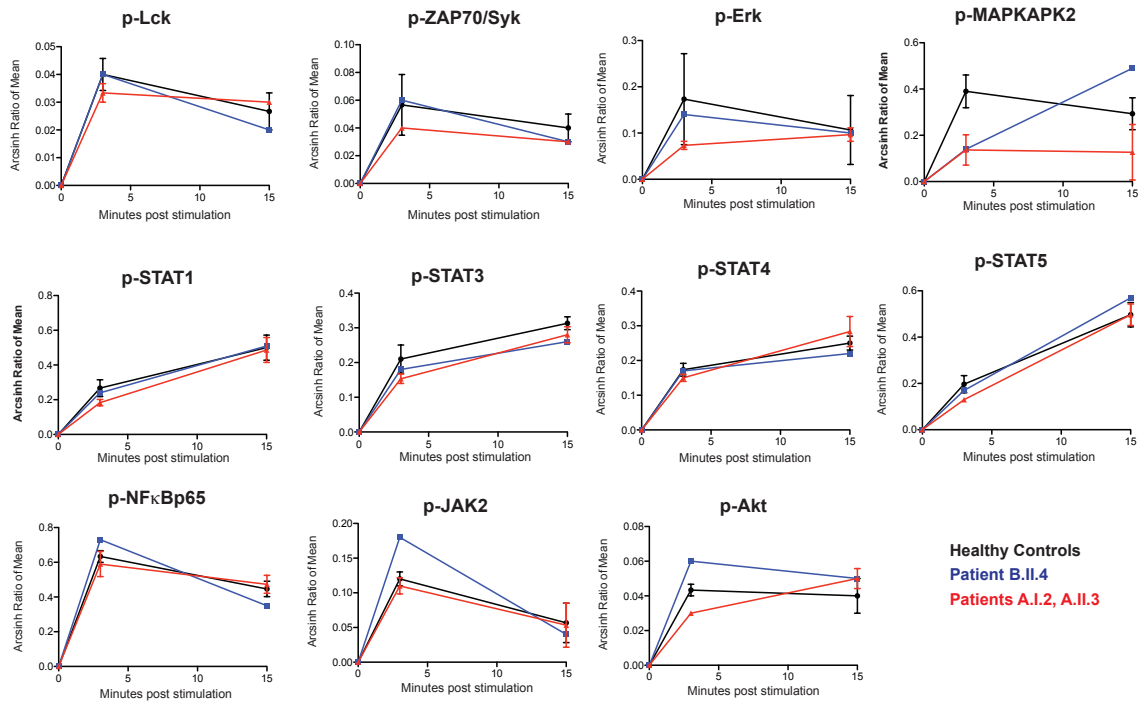 p-Lck
Arcsinh Ratio of Mean
0.05
0.04
0.03
0.02
0.01
0.00
0 5 10 15
Minutes post stimulation
p-ZAP70/Syk
Arcsinh Ratio of Mean
0.10
0.08
0.06
0.04
0.02
0.00
0 5 10 15
Minutes post stimulation
p-Erk
Arcsinh Ratio of Mean
0.3
0.2
0.1
0.0
0 5 10 15
Minutes post stimulation
p-MAPKAPK2
Arcsinh Ratio of Mean
0.6
0.4
0.2
0.0
0 5 10 15
Minutes post stimulation
p-STAT1
Arcsinh Ratio of Mean
0.8
0.6
0.4
0.2
0.0
0 5 10 15
Minutes post stimulation
p-STAT3
Arcsinh Ratio of Mean
0.4
0.3
0.2
0.1
0.0
0 5 10 15
Minutes post stimulation
p-STAT4
Arcsinh Ratio of Mean
0.4
0.3
0.2
0.1
0.0
0 5 10 15
Minutes post stimulation
p-STAT5
Arcsinh Ratio of Mean
0.6
0.4
0.2
0.0
0 5 10 15
Minutes post stimulation
p-NFκBp65
Arcsinh Ratio of Mean
0.8
0.6
0.4
0.2
0.0
0 5 10 15
Minutes post stimulation
p-JAK2
Arcsinh Ratio of Mean
0.20
0.15
0.10
0.05
0.00
0 5 10 15
Minutes post stimulation
p-Akt
Arcsinh Ratio of Mean
0.08
0.06
0.04
0.02
0.00
0 5 10 15
Minutes post stimulation
Healthy Controls
Patient B.II.4
Patients A.I.2, A.II.3